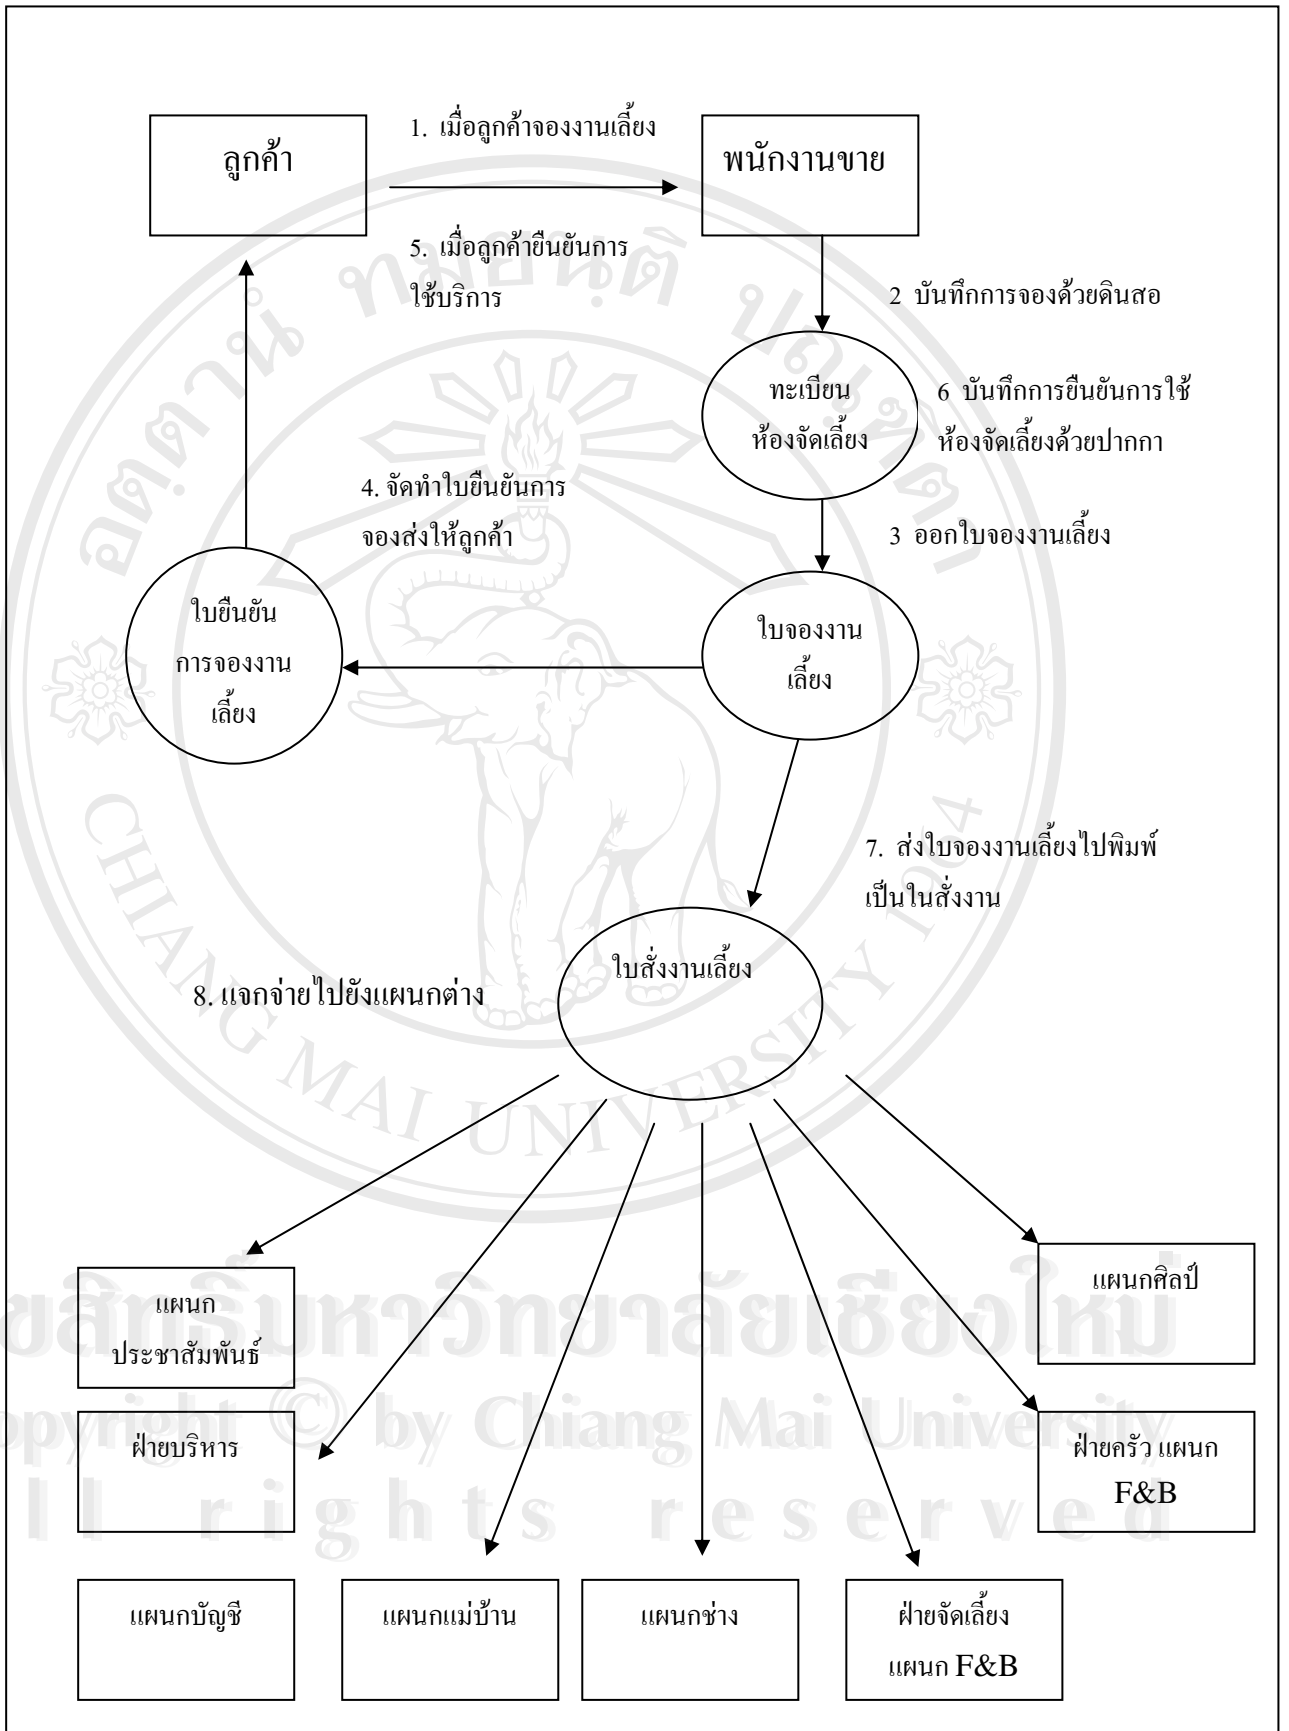 1. เมื่อลูกค้าจองงานเลี้ยง
ลูกค้า
พนักงานขาย
5. เมื่อลูกค้ายืนยันการ
ใช้บริการ
2 บันทึกการจองด้วยดินสอ
ทะเบียน
ห้องจัดเลี้ยง
6 บันทึกการยืนยันการใช้
ห้องจัดเลี้ยงด้วยปากกา
4. จัดทำใบยืนยันการ
จองส่งให้ลูกค้า
3 ออกใบจองงานเลี้ยง
ใบยืนยัน
การจองงาน
เลี้ยง
ใบจองงาน
เลี้ยง
7. ส่งใบจองงานเลี้ยงไปพิมพ์
เป็นในสั่งงาน
ใบสั่งงานเลี้ยง
8. แจกจ่ายไปยังแผนกต่าง
แผนก
ประชาสัมพันธ์
แผนกศิลป์
ฝ่ายบริหาร
ฝ่ายครัว แผนก
F&B
แผนกบัญชี
แผนกแม่บ้าน
แผนกช่าง
ฝ่ายจัดเลี้ยง
แผนก F&B
CHIANG MAI UNIVERSITY 1964
by Chiang Mai University
rights reserved